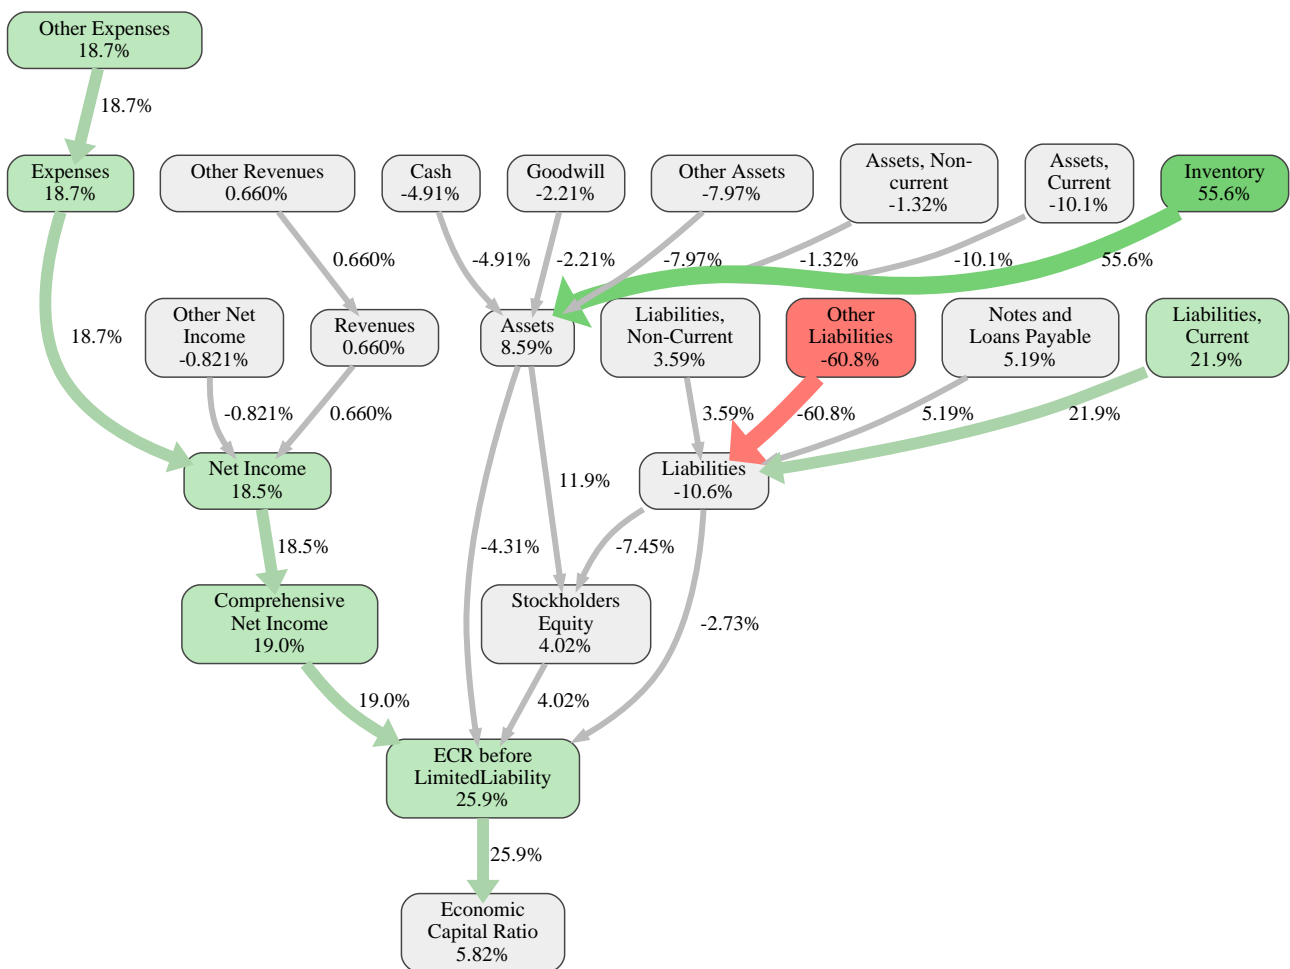 Other Expenses
18.7%
18.7%
Expenses
18.7%
Other Revenues
0.660%
Cash
-4.91%
Goodwill
-2.21%
Other Assets
-7.97%
Assets, Non-
current
-1.32%
Assets,
Current
-10.1%
Inventory
55.6%
0.660%
-4.91%
-2.21%
-7.97%
-1.32%
-10.1%
55.6%
18.7%
Other Net
Income
-0.821%
Revenues
0.660%
Assets
8.59%
Liabilities,
Non-Current
3.59%
Other
Liabilities
-60.8%
Notes and
Loans Payable
5.19%
Liabilities,
Current
21.9%
-0.821%
0.660%
3.59%
-60.8%
5.19%
21.9%
Net Income
18.5%
11.9%
Liabilities
-10.6%
18.5%
-4.31%
-7.45%
Comprehensive
Net Income
19.0%
Stockholders
Equity
4.02%
-2.73%
19.0%
4.02%
ECR before
LimitedLiability
25.9%
25.9%
Economic
Capital Ratio
5.82%